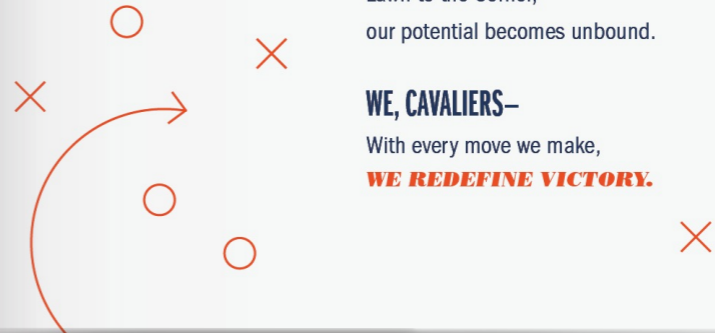 our potential becomes unbound.
WE, CAVALIERS—
With every move we make,
WE REDEFINE VICTORY.